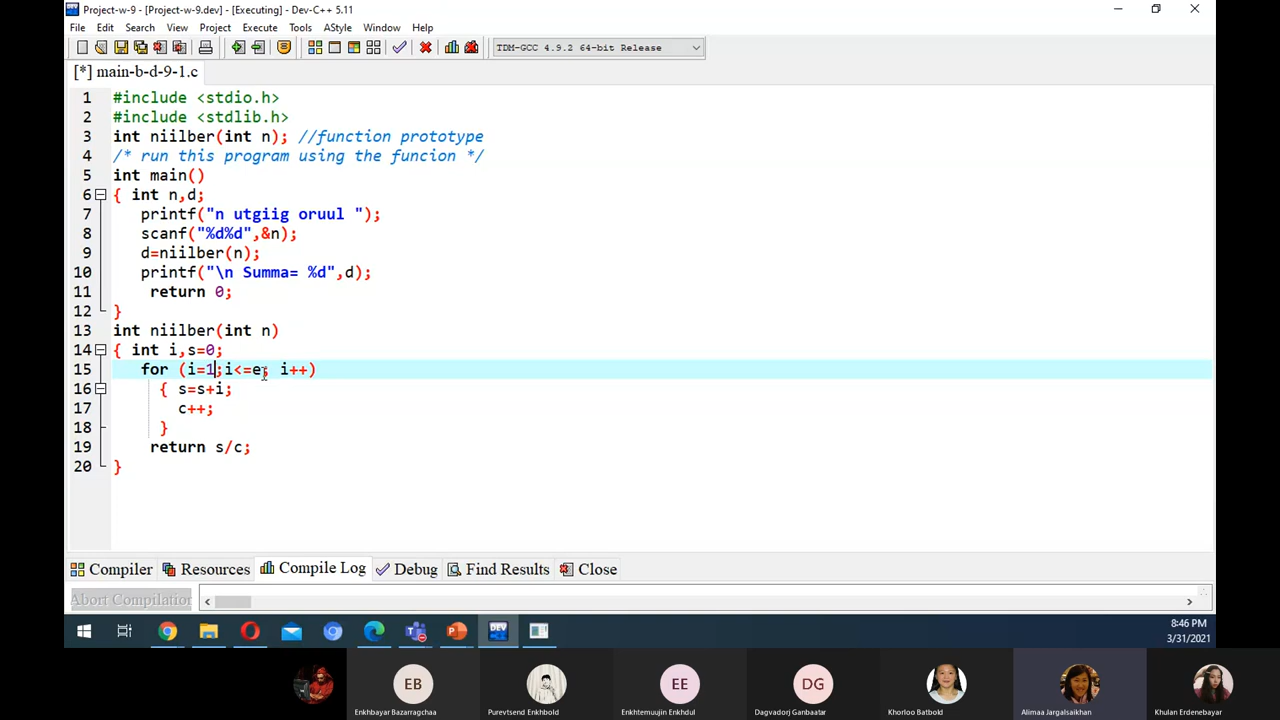 Project-w-9 - [Project-w-9.dev] - [Executing] - Dev-C++ 5.11
File Edit Search View Project Execute Tools AStyle Window Help
TDM-GCC 4.9.2 64-bit Release
[*] main-b-d-9-1.c
1 #include <stdio.h>
2 #include <stdlib.h>
3 int niilber(int n); //function prototype
4 /* run this program using the funcion */
5 int main()
6 { int n,d;
7 printf("n utgiig oruul ");
8 scanf("%d%d",&n);
9 d=niilber(n);
10 printf("\n Summa= %d",d);
11 return 0;
12 }
13 int niilber(int n)
14 { int i,s=0;
15 for (i=1;i<=e; i++)
16 { s=s+i;
17 c++;
18 }
19 return s/c;
20 }
Compiler Resources Compile Log Debug Find Results Close
Abort Compilation
DEV
8:46 PM
3/31/2021
EB EE DG
Enkhbayar Bazarragchaa Purevtsend Enkhbold Enkhtemuujin Enkhdul Dagvadorj Ganbaatar Khorloo Batbold Alimaa Jargalsaikhan Khulan Erdenebayar